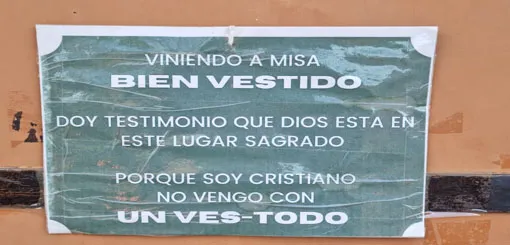 VINIENDO A MISA
BIEN VESTIDO
DOY TESTIMONIO QUE DIOS ESTA EN
ESTE LUGAR SAGRADO
PORQUE SOY CRISTIANO
NO VENGO CON
UN VES-TODO